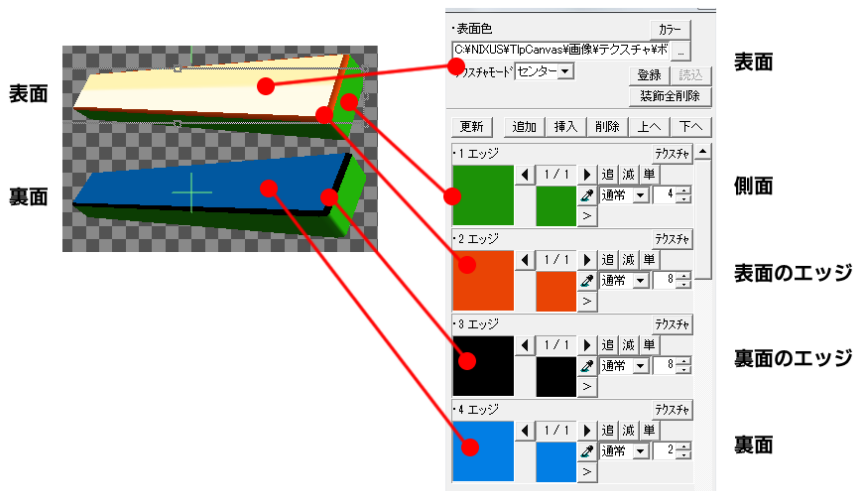 ・表面色
カラー
C:¥NIXUS¥TlpCanvas¥画像¥テクスチャ¥ボ
_
表面
クスチャモード センター
登録 読込
装飾全削除
表面
更新 追加 挿入 削除 上へ 下へ
・1 エッジ
テクスチャ
1 / 1 追 減 単
通常 4
>
側面
裏面
・2 エッジ
テクスチャ
1 / 1 追 減 単
通常 8
>
表面のエッジ
・3 エッジ
テクスチャ
1 / 1 追 減 単
通常 8
>
裏面のエッジ
・4 エッジ
テクスチャ
1 / 1 追 減 単
通常 2
>
裏面